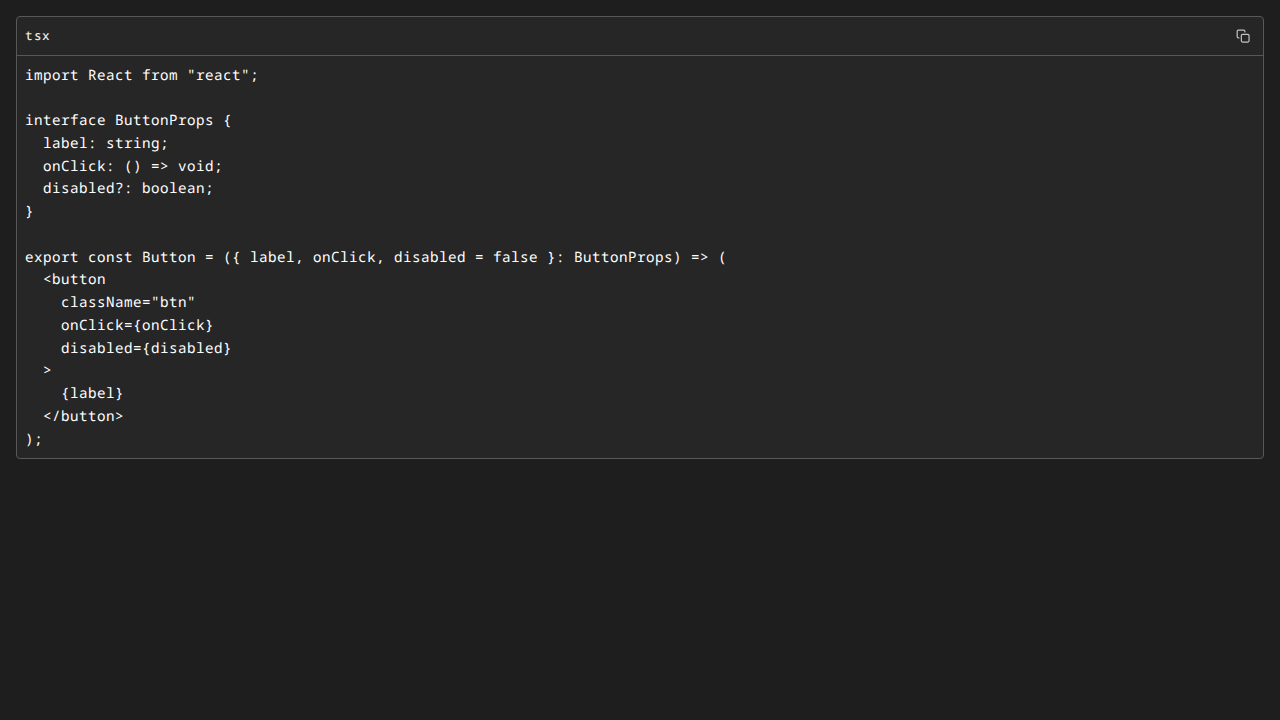 tsx
import React from "react";

interface ButtonProps {
  label: string;
  onClick: () => void;
  disabled?: boolean;
}

export const Button = ({ label, onClick, disabled = false }: ButtonProps) => (
  <button
    className="btn"
    onClick={onClick}
    disabled={disabled}
  >
    {label}
  </button>
);